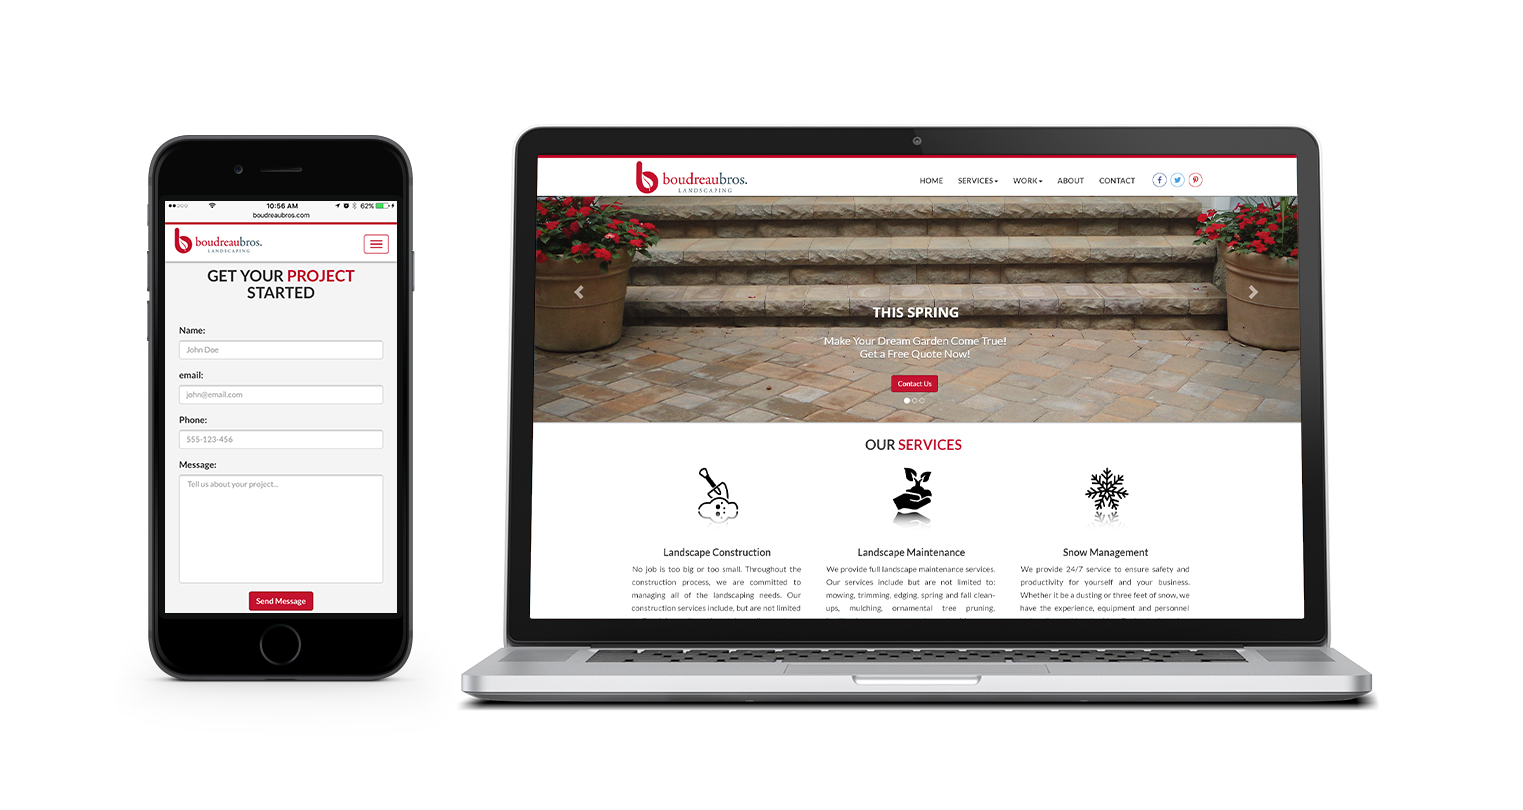 10:56 AM
62%
boudreaubros.com
boudreaubros.
LANDSCAPING
GET YOUR PROJECT
STARTED
Name:
John Doe
email:
john@email.com
Phone:
555-123-456
Message:
Tell us about your project...
Send Message
boudreaubros.
LANDSCAPING
HOME
SERVICES
WORK
ABOUT
CONTACT
THIS SPRING
Make Your Dream Garden Come True!
Get a Free Quote Now!
Contact Us
OUR SERVICES
Landscape Construction
No job is too big or too small. Throughout the
construction process, we are committed to
managing all of the landscaping needs. Our
construction services include, but are not limited
Landscape Maintenance
We provide full landscape maintenance services.
Our services include but are not limited to:
mowing, trimming, edging, spring and fall clean-
ups, mulching, ornamental tree pruning,
Snow Management
We provide 24/7 service to ensure safety and
productivity for yourself and your business.
Whether it be a dusting or three feet of snow, we
have the experience, equipment and personnel